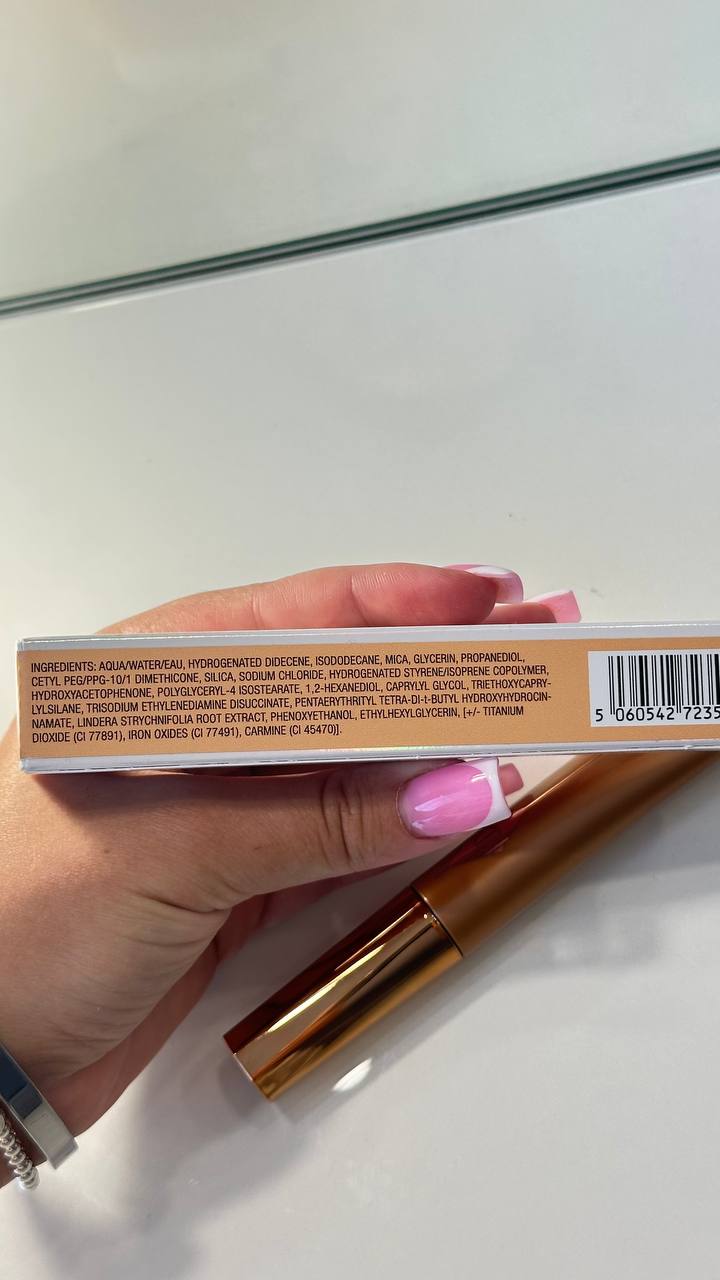 INGREDIENTS: AQUA/WATER/EAU, HYDROGENATED DIDECENE, ISODODECANE, MICA, GLYCERIN, PROPANEDIOL,
CETYL PEG/PPG-10/1 DIMETHICONE, SILICA, SODIUM CHLORIDE, HYDROGENATED STYRENE/ISOPRENE COPOLYMER,
HYDROXYACETOPHENONE, POLYGLYCERYL-4 ISOSTEARATE, 1,2-HEXANEDIOL, CAPRYLYL GLYCOL, TRIETHOXYCAPRY-
LYLSILANE, TRISODIUM ETHYLENEDIAMINE DISUCCINATE, PENTAERYTHRITYL TETRA-DI-t-BUTYL HYDROXYHYDROCIN-
NAMATE, LINDERA STRYCHNIFOLIA ROOT EXTRACT, PHENOXYETHANOL, ETHYLHEXYLGLYCERIN, [+/- TITANIUM
DIOXIDE (CI 77891), IRON OXIDES (CI 77491), CARMINE (CI 45470)].
5 060542 7235